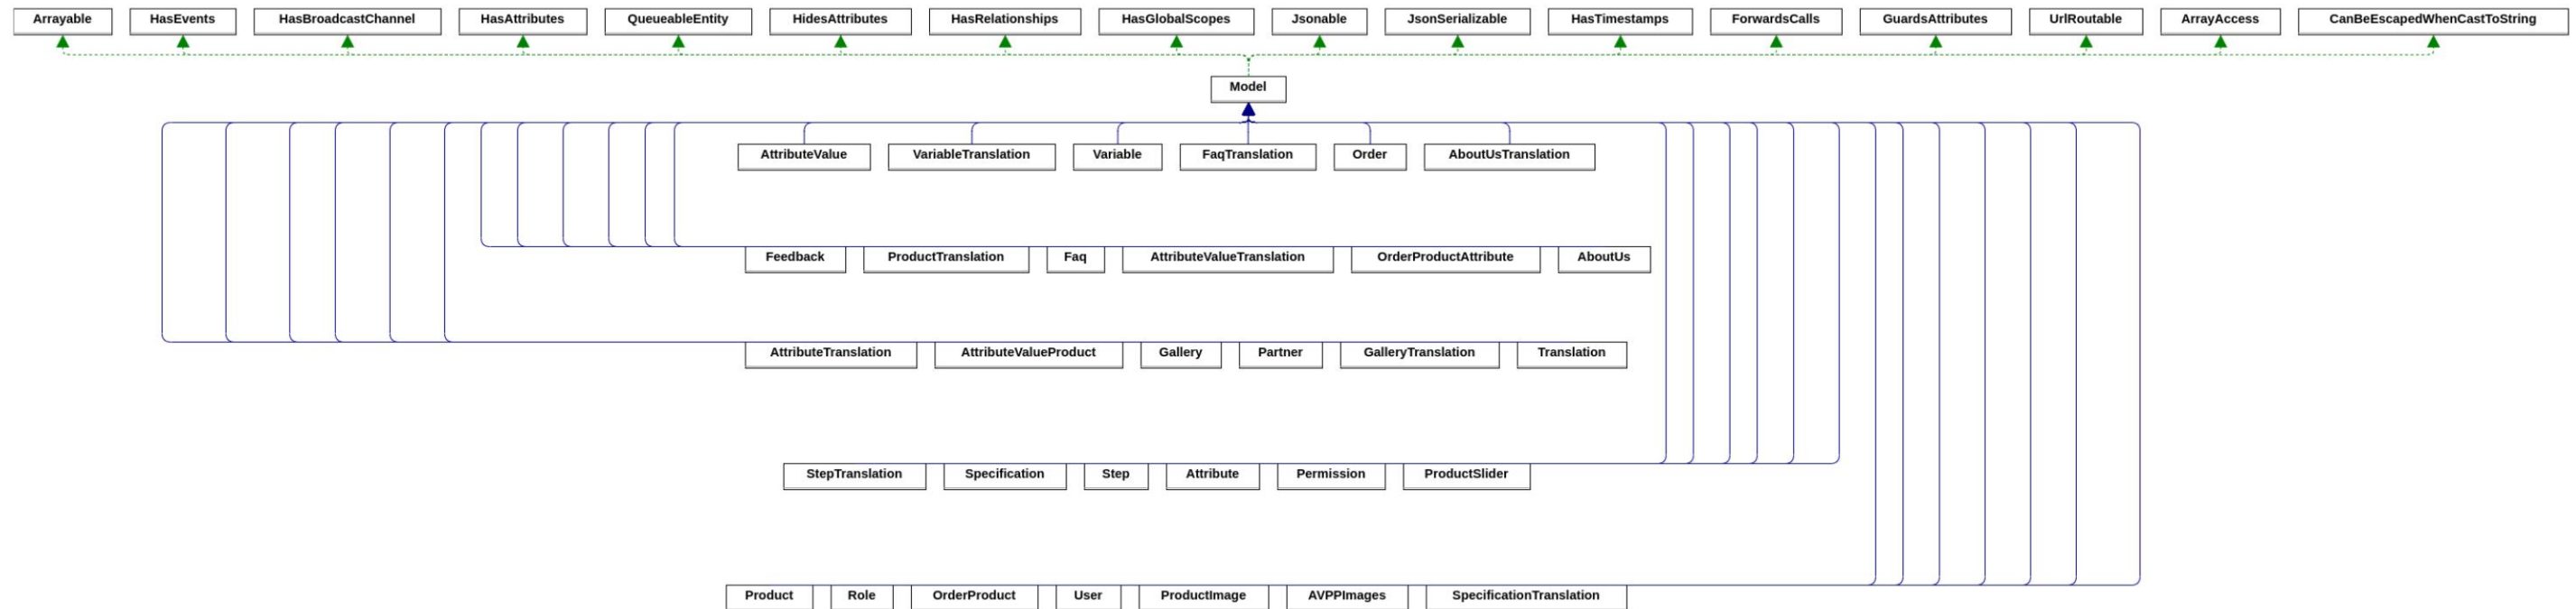 Arrayable HasEvents HasBroadcastChannel HasAttributes QueueableEntity HidesAttributes HasRelationships HasGlobalScopes Jsonable JsonSerializable HasTimestamps ForwardsCalls GuardsAttributes UrlRoutable ArrayAccess CanBeEscapedWhenCastToString
Model
AttributeValue VariableTranslation Variable FaqTranslation Order AboutUsTranslation
Feedback ProductTranslation Faq AttributeValueTranslation OrderProductAttribute AboutUs
AttributeTranslation AttributeValueProduct Gallery Partner GalleryTranslation Translation
StepTranslation Specification Step Attribute Permission ProductSlider
Product Role OrderProduct User ProductImage AVPPImages SpecificationTranslation